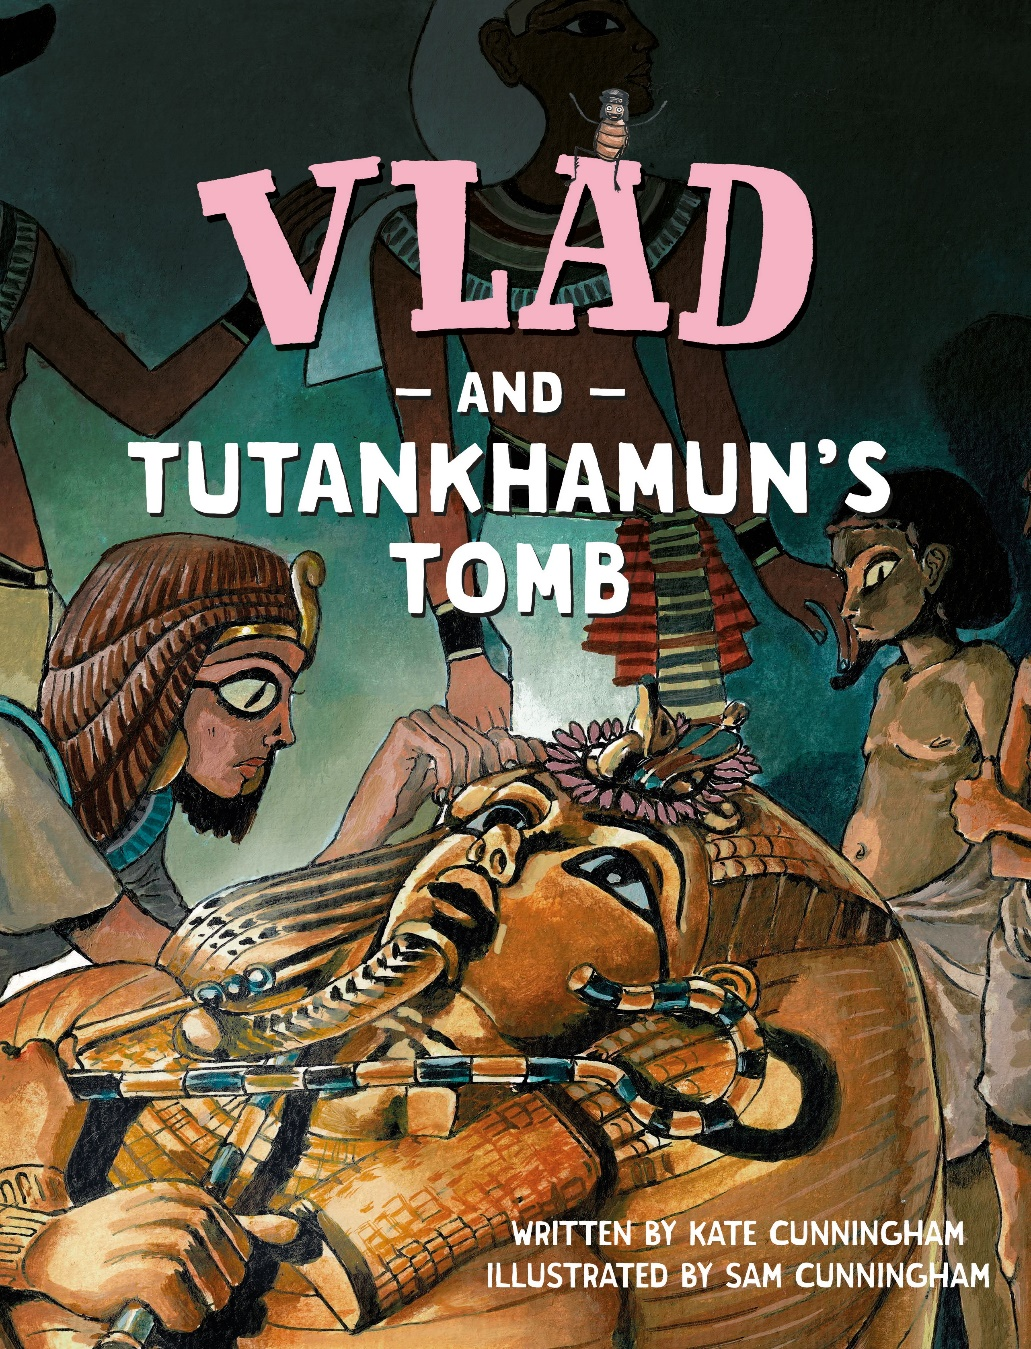 VLAD
— AND —
TUTANKHAMUN'S
TOMB
WRITTEN BY KATE CUNNINGHAM
ILLUSTRATED BY SAM CUNNINGHAM